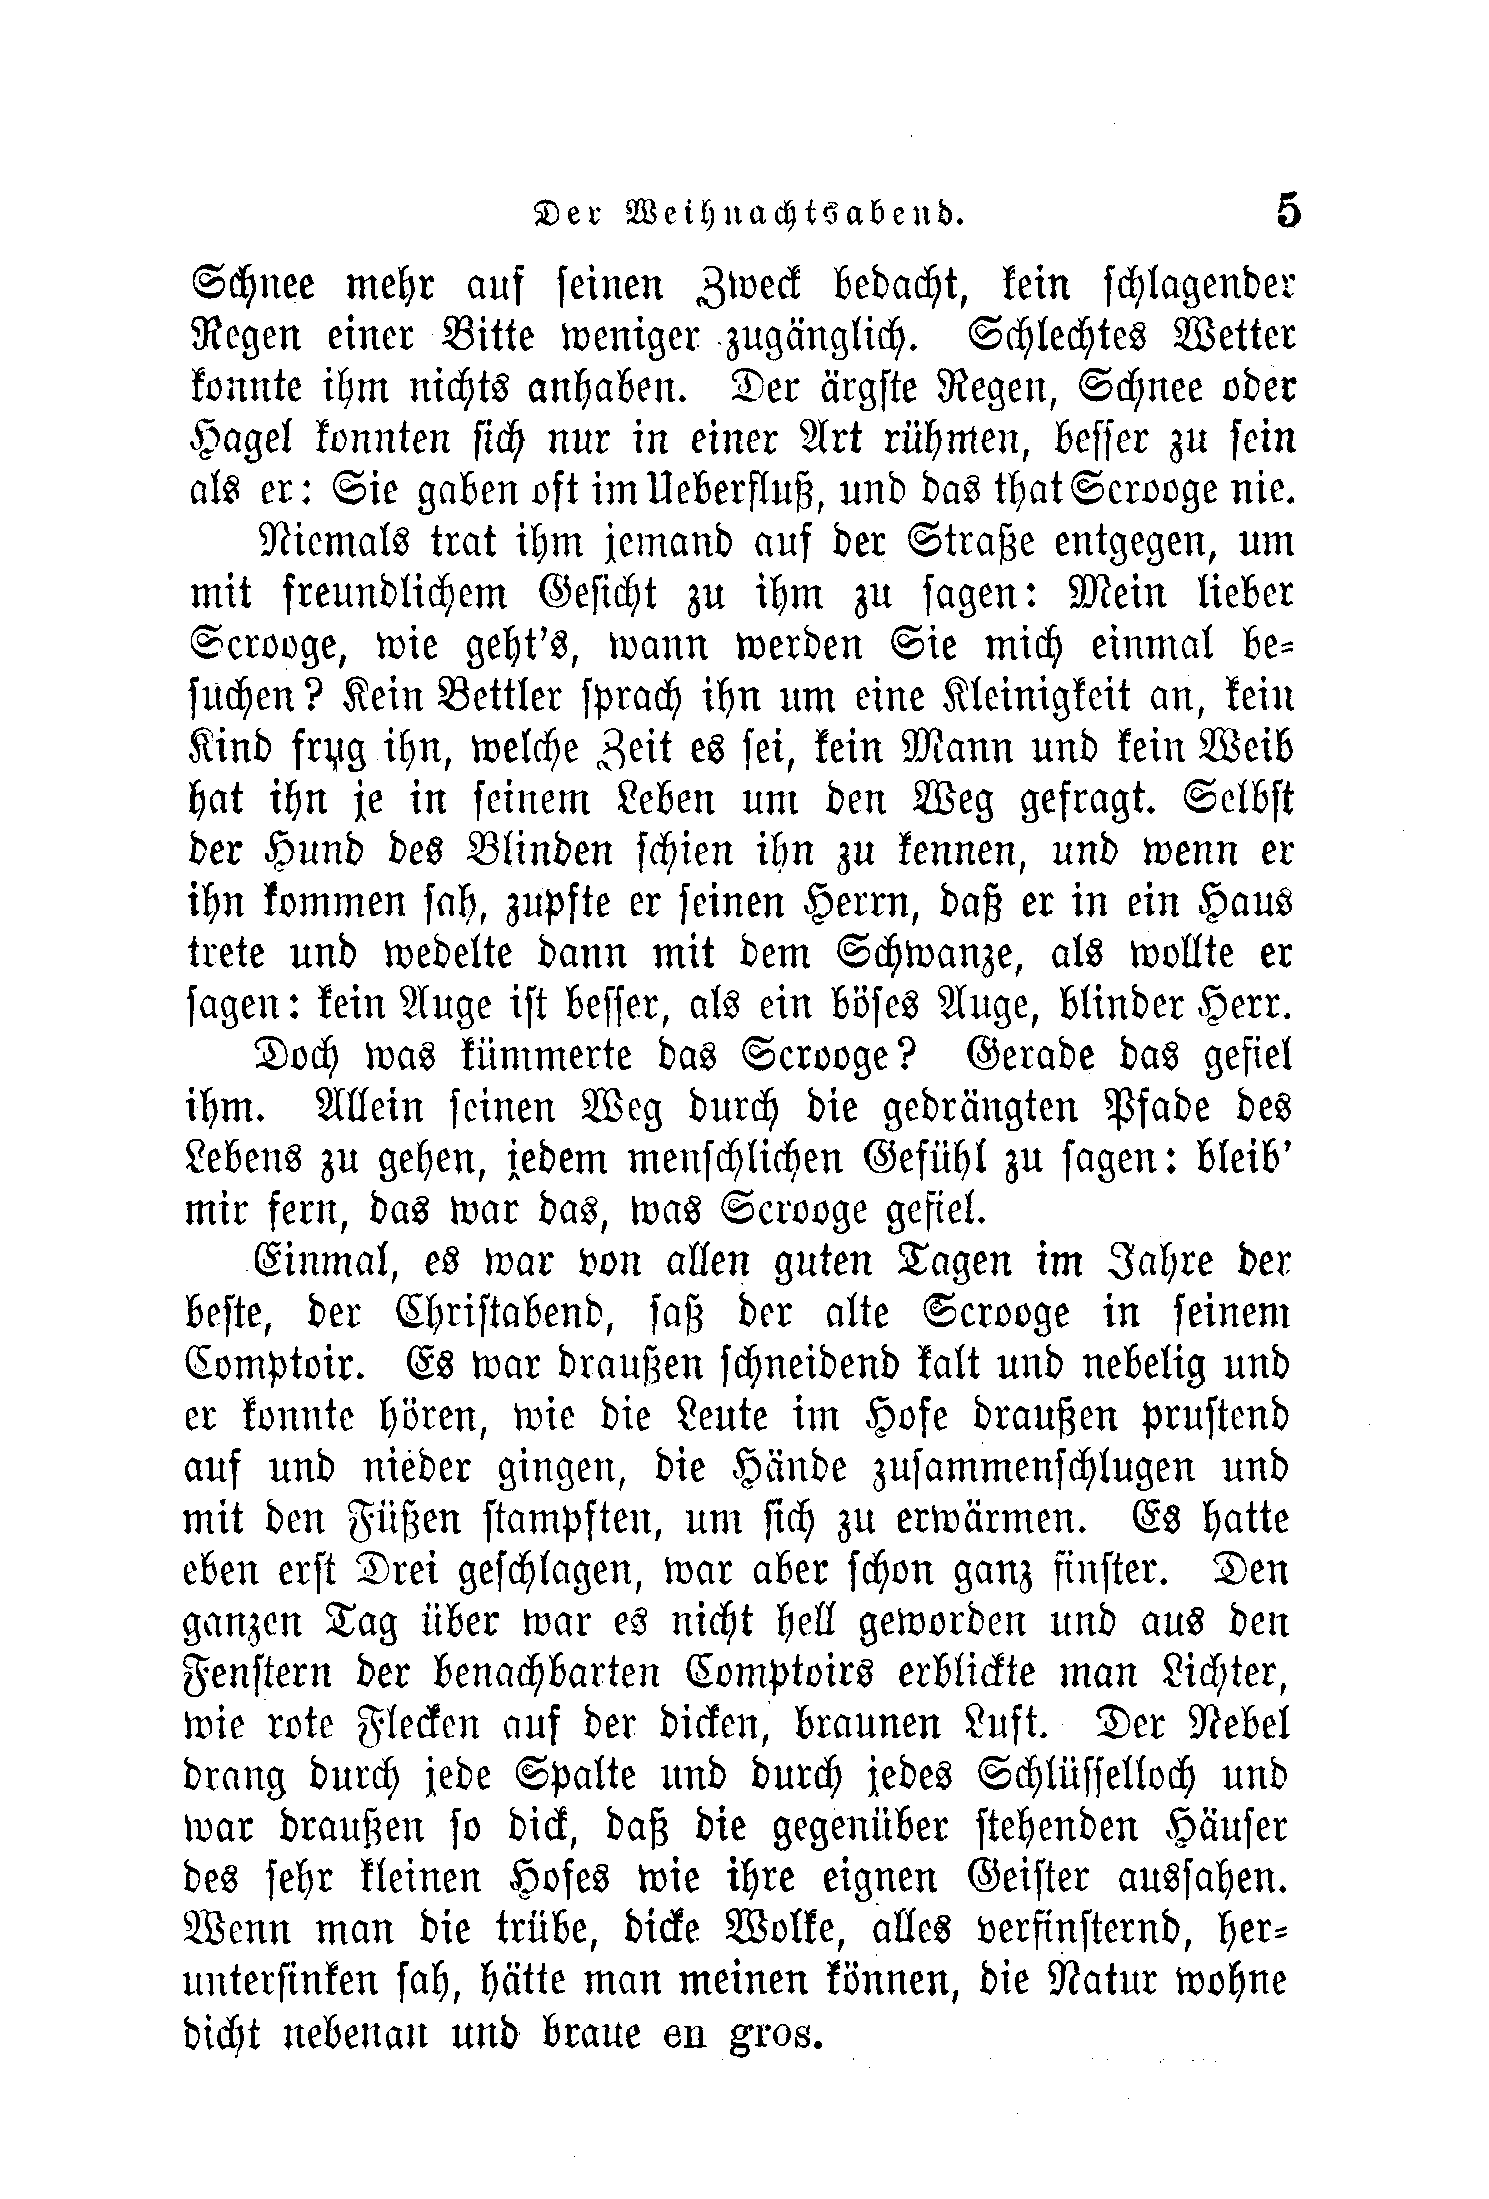 Der Weihnachtsabend. 5
Schnee mehr auf seinen Zweck bedacht, kein schlagender
Regen einer Bitte weniger zugänglich. Schlechtes Wetter
konnte ihm nichts anhaben. Der ärgste Regen, Schnee oder
Hagel konnten sich nur in einer Art rühmen, besser zu sein
als er: Sie gaben oft im Ueberfluß, und das that Scrooge nie.
Niemals trat ihm jemand auf der Straße entgegen, um
mit freundlichem Gesicht zu ihm zu sagen: Mein lieber
Scrooge, wie geht's, wann werden Sie mich einmal be-
suchen? Kein Bettler sprach ihn um eine Kleinigkeit an, kein
Kind frug ihn, welche Zeit es sei, kein Mann und kein Weib
hat ihn je in seinem Leben um den Weg gefragt. Selbst
der Hund des Blinden schien ihn zu kennen, und wenn er
ihn kommen sah, zupfte er seinen Herrn, daß er in ein Haus
trete und wedelte dann mit dem Schwanze, als wollte er
sagen: kein Auge ist besser, als ein böses Auge, blinder Herr.
Doch was kümmerte das Scrooge? Gerade das gefiel
ihm. Allein seinen Weg durch die gedrängten Pfade des
Lebens zu gehen, jedem menschlichen Gefühl zu sagen: bleib'
mir fern, das war das, was Scrooge gefiel.
Einmal, es war von allen guten Tagen im Jahre der
beste, der Christabend, saß der alte Scrooge in seinem
Comptoir. Es war draußen schneidend kalt und nebelig und
er konnte hören, wie die Leute im Hofe draußen prustend
auf und nieder gingen, die Hände zusammenschlugen und
mit den Füßen stampften, um sich zu erwärmen. Es hatte
eben erst Drei geschlagen, war aber schon ganz finster. Den
ganzen Tag über war es nicht hell geworden und aus den
Fenstern der benachbarten Comptoirs erblickte man Lichter,
wie rote Flecken auf der dicken, braunen Luft. Der Nebel
drang durch jede Spalte und durch jedes Schlüsselloch und
war draußen so dick, daß die gegenüber stehenden Häuser
des sehr kleinen Hofes wie ihre eignen Geister aussahen.
Wenn man die trübe, dicke Wolke, alles verfinsternd, her-
untersinken sah, hätte man meinen können, die Natur wohne
dicht nebenan und braue en gros.